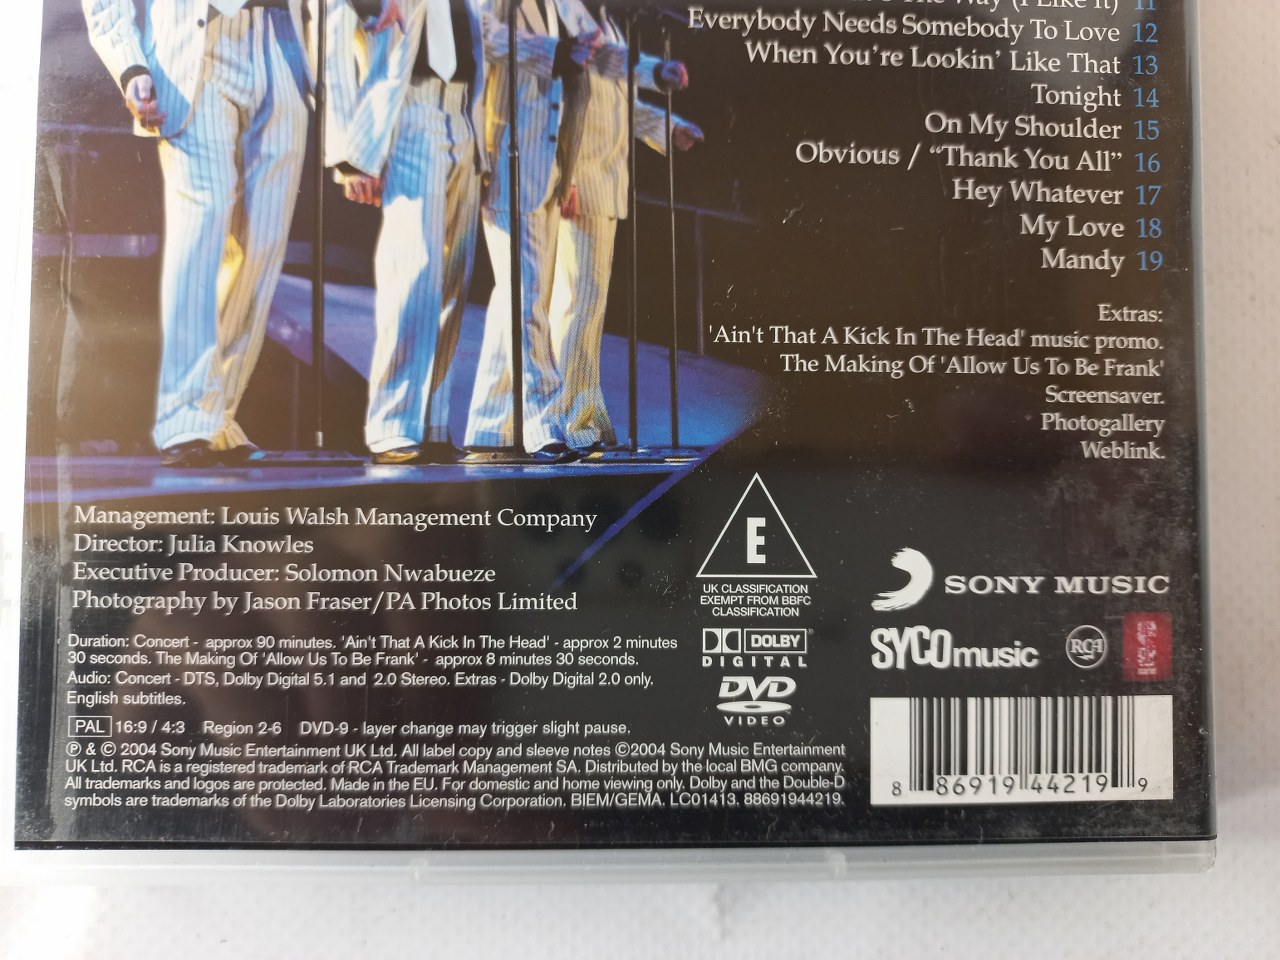 The Way (I Like It) 11
Everybody Needs Somebody To Love 12
When You're Lookin' Like That 13
Tonight 14
On My Shoulder 15
Obvious / “Thank You All” 16
Hey Whatever 17
My Love 18
Mandy 19
Extras:
'Ain't That A Kick In The Head' music promo.
The Making Of 'Allow Us To Be Frank'
Screensaver.
Photogallery
Weblink.
Management: Louis Walsh Management Company
Director: Julia Knowles
Executive Producer: Solomon Nwabueze
Photography by Jason Fraser/PA Photos Limited
E
UK CLASSIFICATION
EXEMPT FROM BBFC
CLASSIFICATION
SONY MUSIC
Duration: Concert - approx 90 minutes. 'Ain't That A Kick In The Head' - approx 2 minutes
30 seconds. The Making Of 'Allow Us To Be Frank' - approx 8 minutes 30 seconds.
Audio: Concert - DTS, Dolby Digital 5.1 and 2.0 Stereo. Extras - Dolby Digital 2.0 only.
English subtitles.
DOLBY
DIGITAL
DVD
VIDEO
SYCOmusic
RCA
PAL 16:9 / 4:3 Region 2-6 DVD-9 - layer change may trigger slight pause.
℗ & © 2004 Sony Music Entertainment UK Ltd. All label copy and sleeve notes ©2004 Sony Music Entertainment
UK Ltd. RCA is a registered trademark of RCA Trademark Management SA. Distributed by the local BMG company.
All trademarks and logos are protected. Made in the EU. For domestic and home viewing only. Dolby and the Double-D
symbols are trademarks of the Dolby Laboratories Licensing Corporation. BIEM/GEMA. LC01413. 88691944219.
8 86919 44219 9